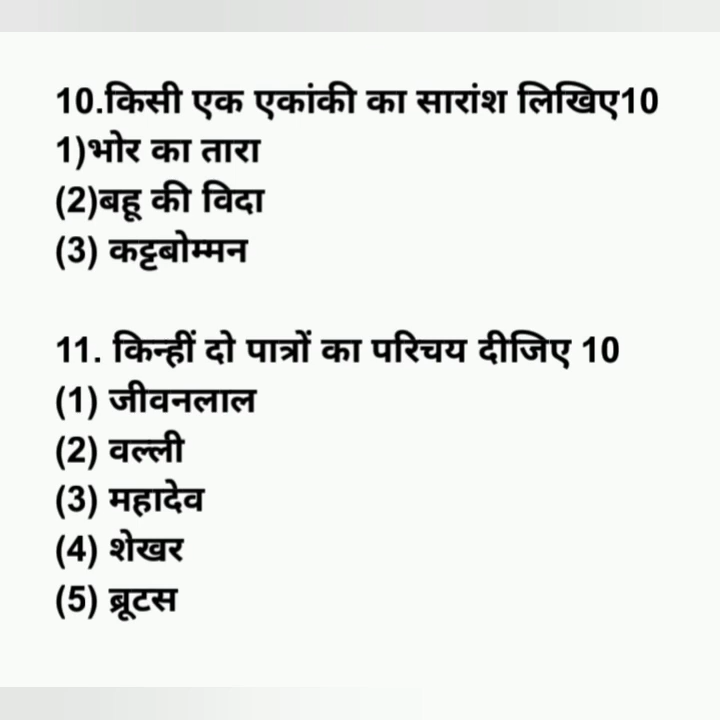 10.किसी एक एकांकी का सारांश लिखिए10
1)भोर का तारा
(2)बहू की विदा
(3) कट्टबोम्मन
11. किन्हीं दो पात्रों का परिचय दीजिए 10
(1) जीवनलाल
(2) वल्ली
(3) महादेव
(4) शेखर
(5) ब्रूटस